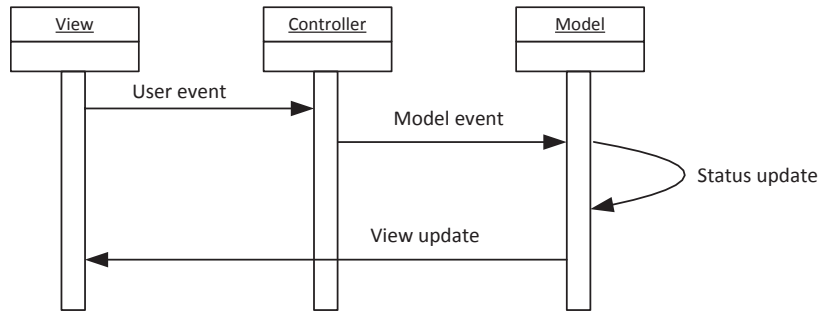 View
Controller
Model
User event
Model event
Status update
View update